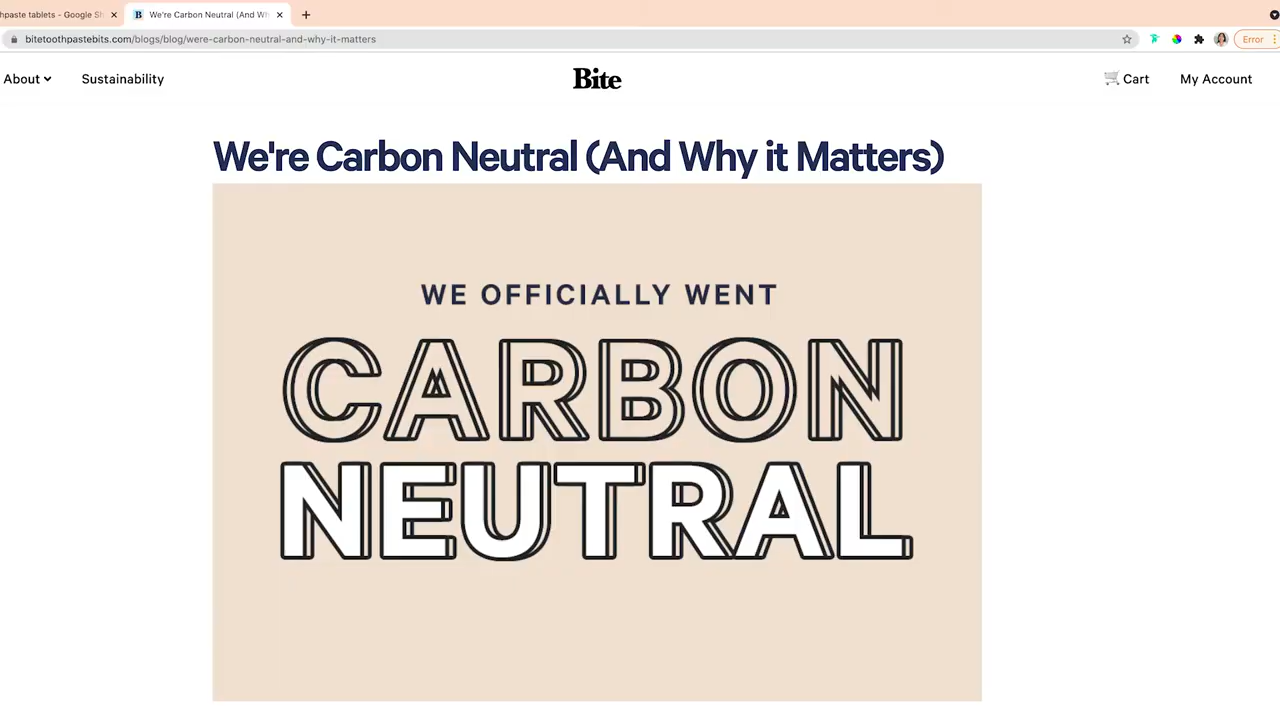 hpaste tablets - Google Sh
We're Carbon Neutral (And Wh
bitetoothpastebits.com/blogs/blog/were-carbon-neutral-and-why-it-matters
Error
About
Sustainability
Bite
Cart
My Account
We're Carbon Neutral (And Why it Matters)
WE OFFICIALLY WENT
CARBON
NEUTRAL